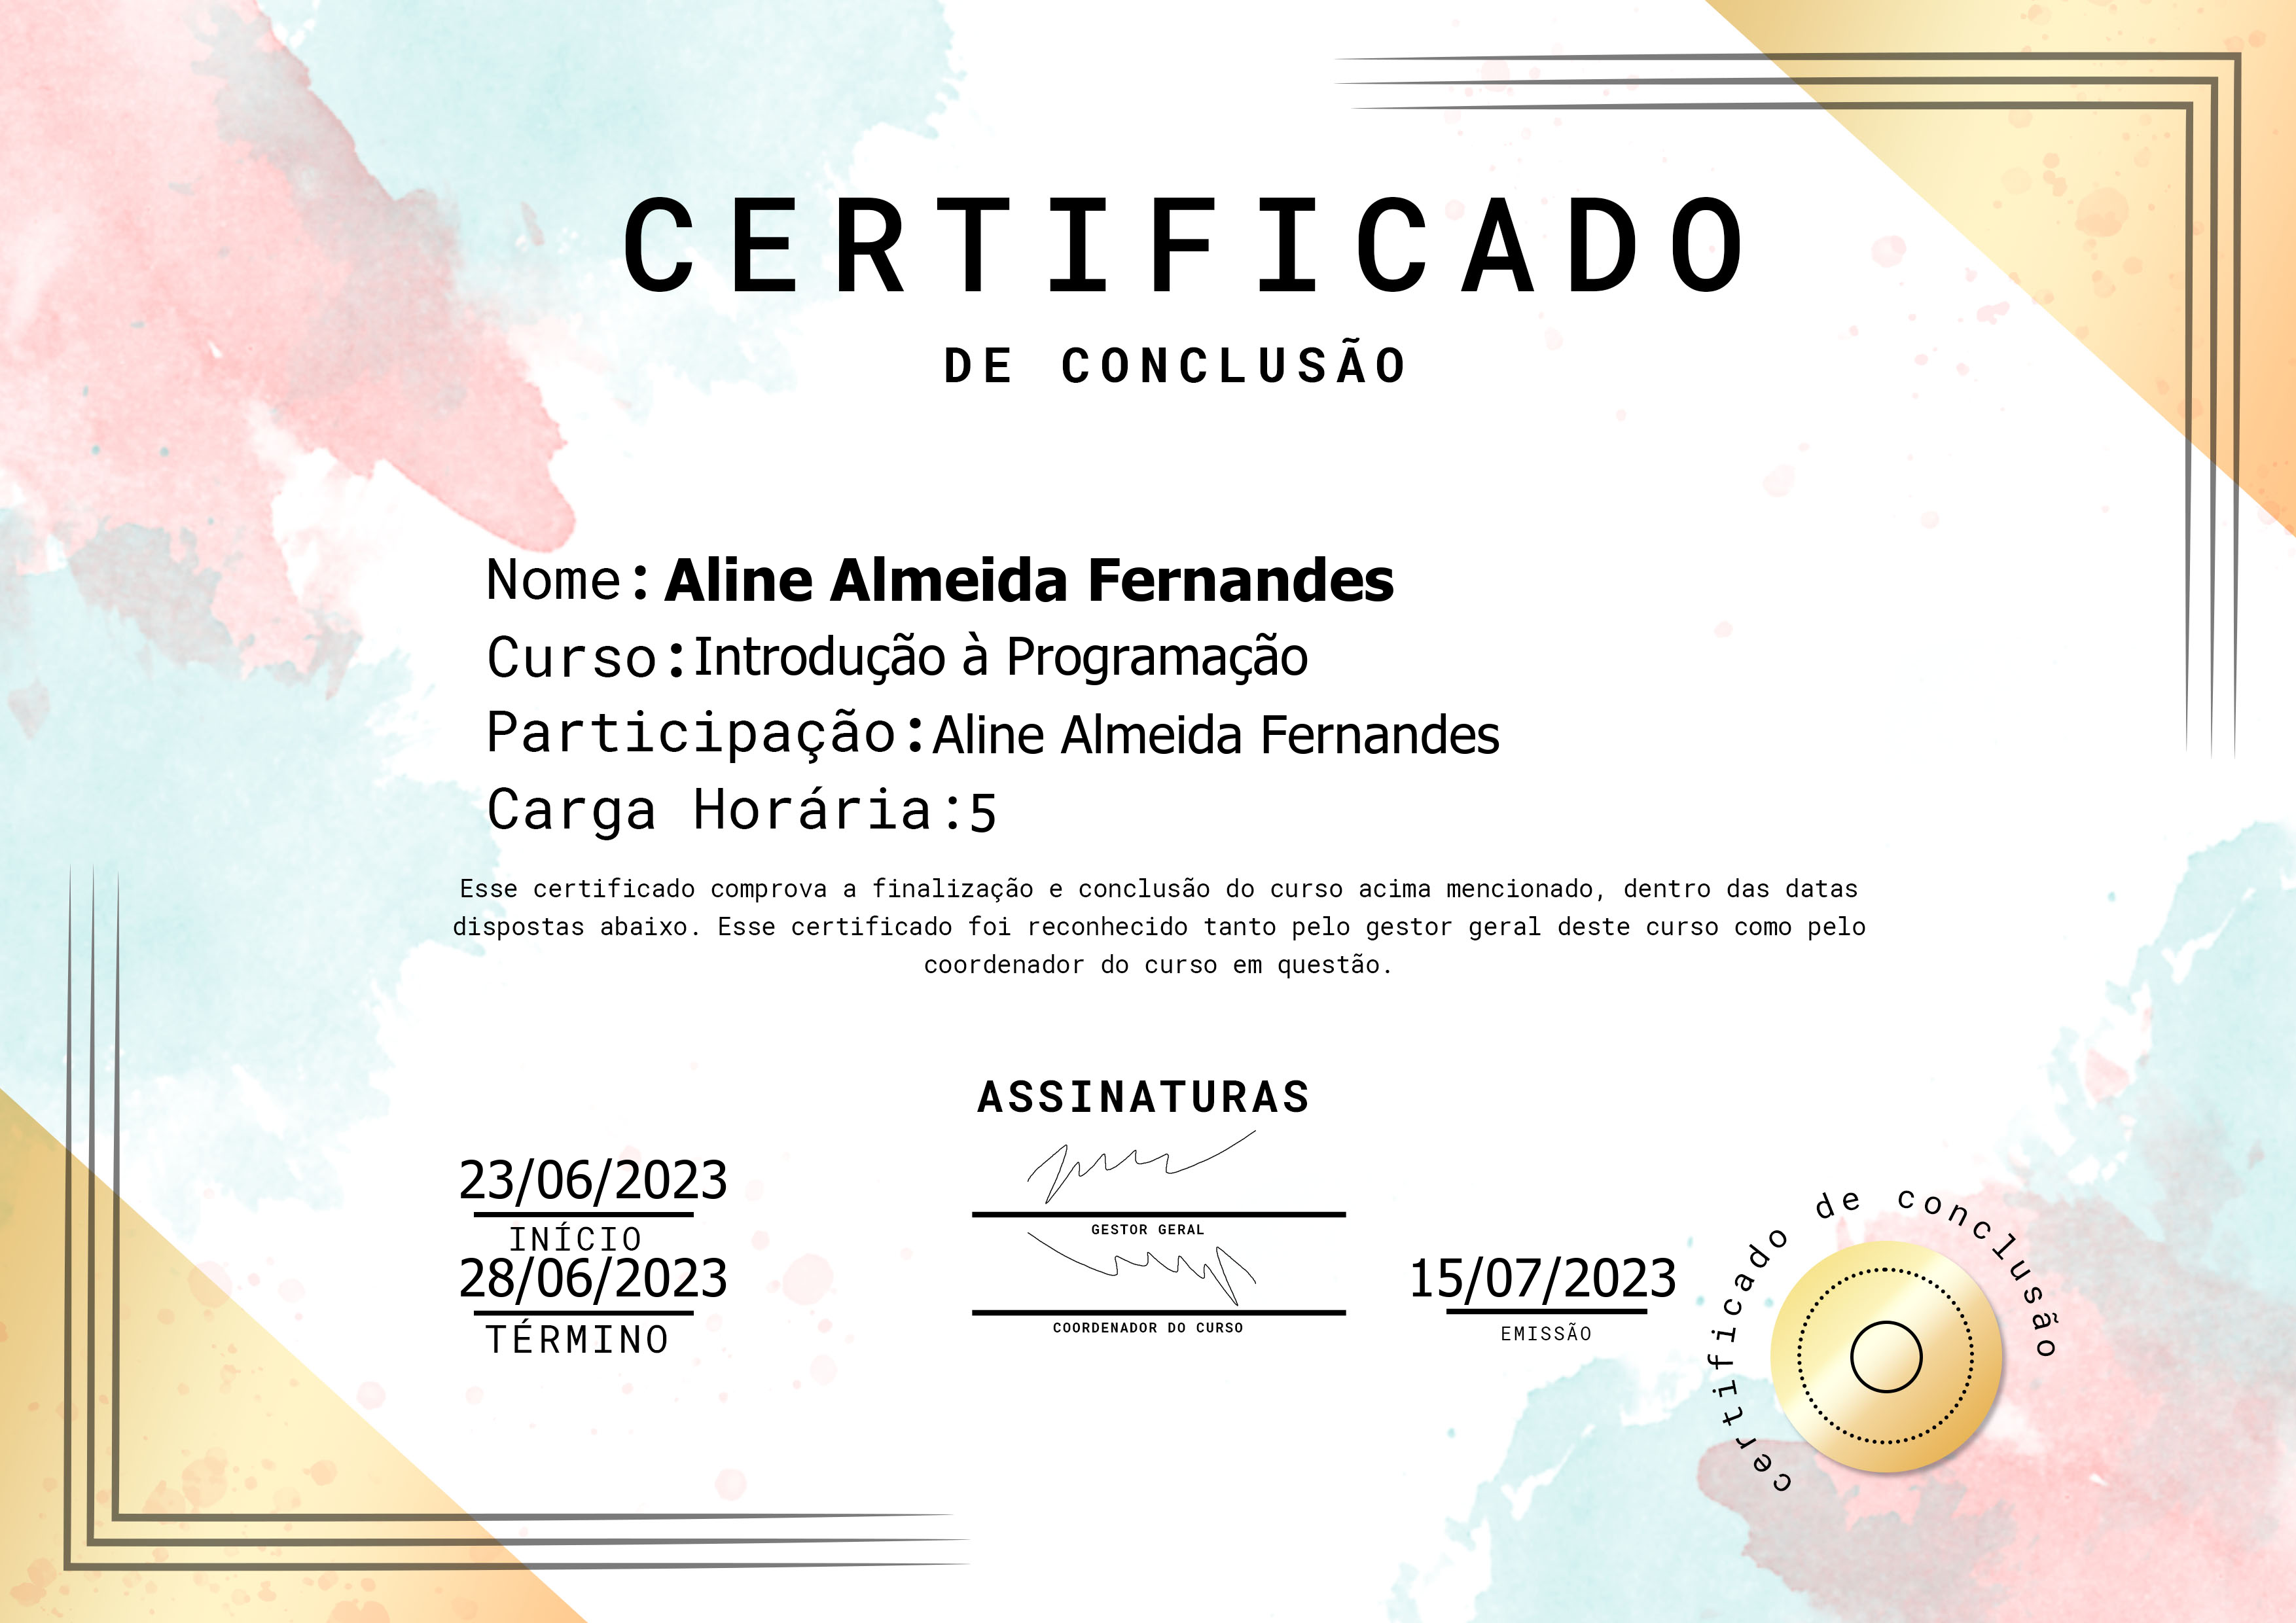 CERTIFICADO
DE CONCLUSÃO
Nome: Aline Almeida Fernandes
Curso:Introdução à Programação
Participação:Aline Almeida Fernandes
Carga Horária:5
Esse certificado comprova a finalização e conclusão do curso acima mencionado, dentro das datas
dispostas abaixo. Esse certificado foi reconhecido tanto pelo gestor geral deste curso como pelo
coordenador do curso em questão.
ASSINATURAS
23/06/2023
INÍCIO
GESTOR GERAL
28/06/2023
TÉRMINO
COORDENADOR DO CURSO
15/07/2023
EMISSÃO
certificado de conclusão